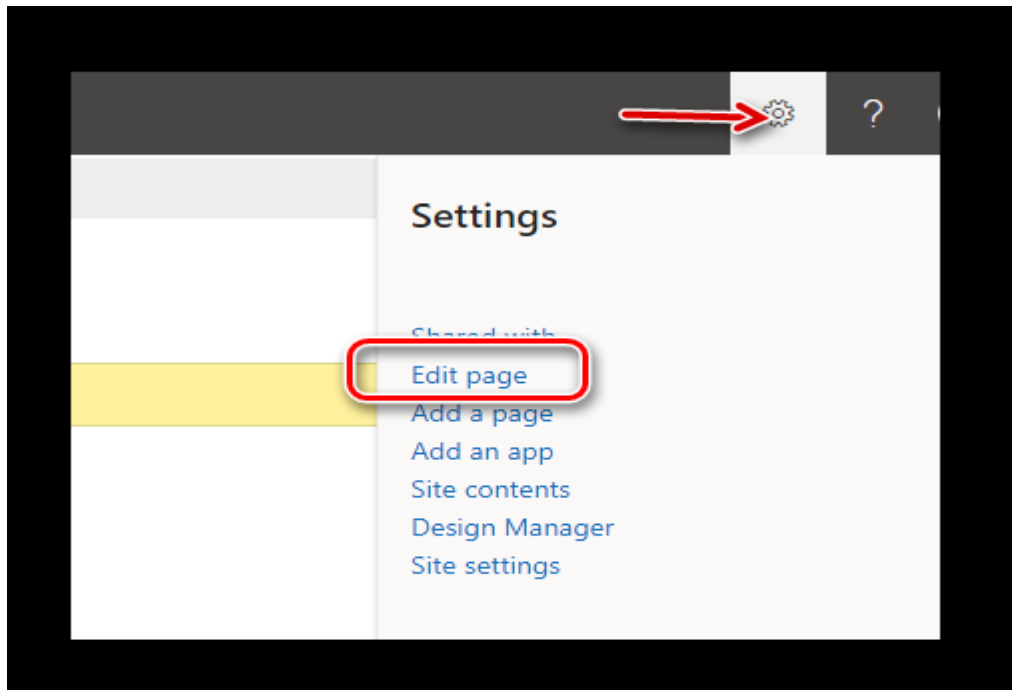 ?
Settings
Shared with
Edit page
Add a page
Add an app
Site contents
Design Manager
Site settings